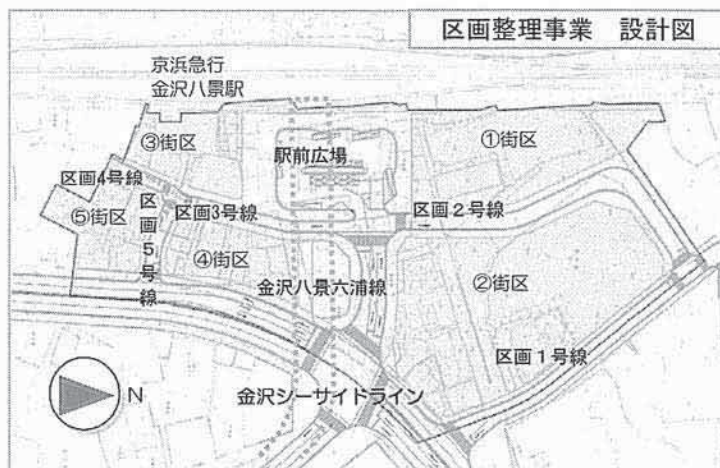 区画整理事業　設計図
京浜急行
金沢八景駅
③街区
駅前広場
①街区
区画4号線
区画3号線
区画２号線
⑤街区
区画５号線
④街区
金沢八景六浦線
②街区
区画１号線
N
金沢シーサイドライン